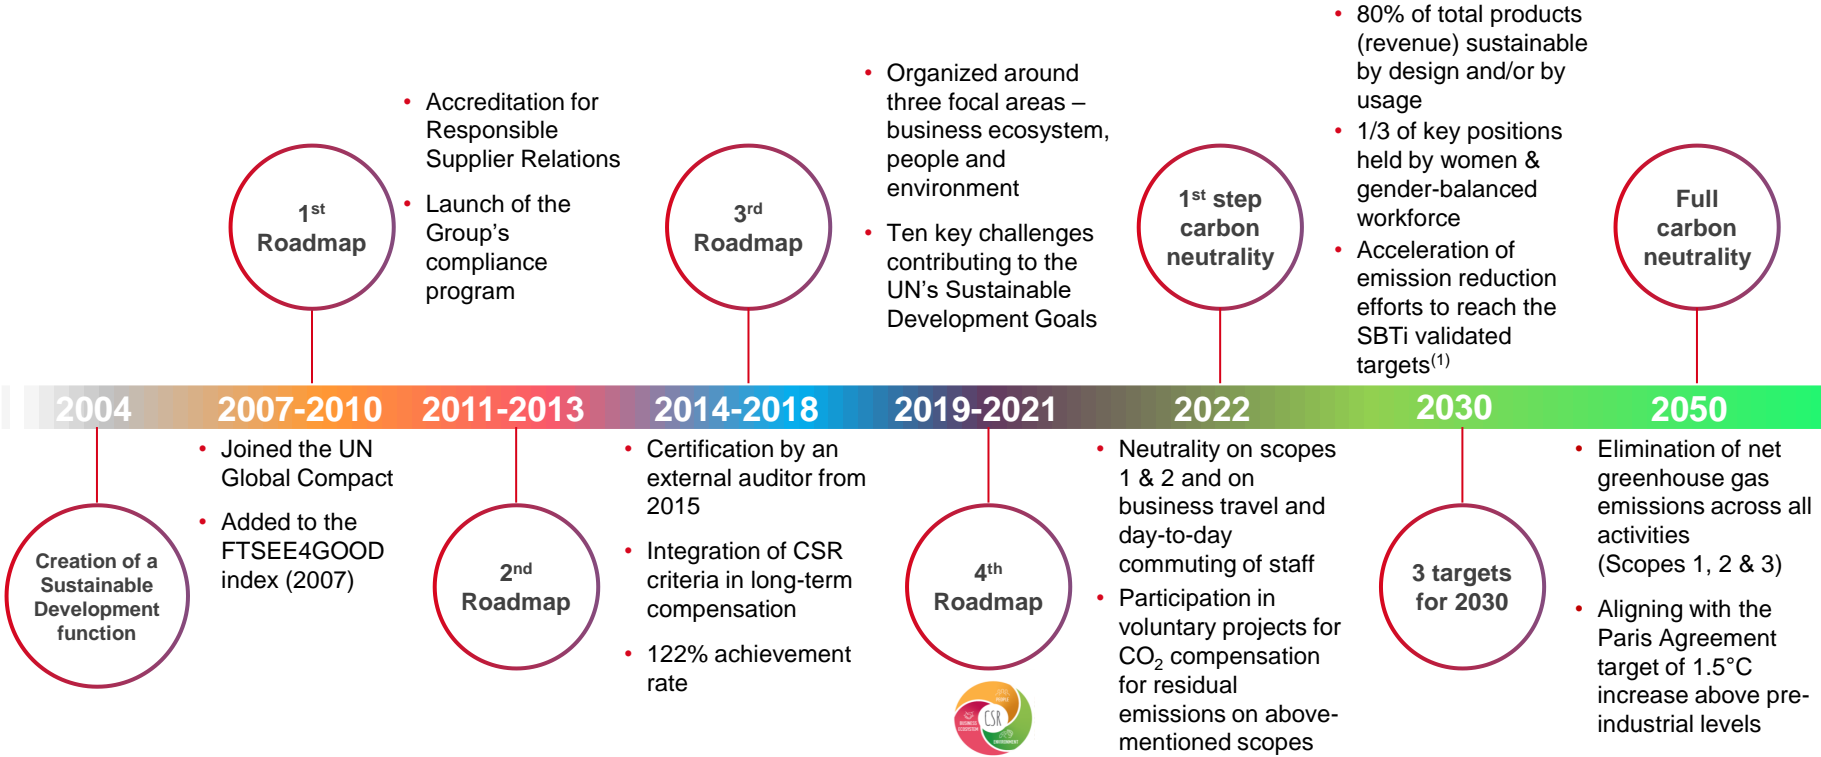 1st
Roadmap
• Accreditation for
Responsible
Supplier Relations
• Launch of the
Group’s
compliance
program
3rd
Roadmap
• Organized around
three focal areas –
business ecosystem,
people and
environment
• Ten key challenges
contributing to the
UN’s Sustainable
Development Goals
1st step
carbon
neutrality
• 80% of total products
(revenue) sustainable
by design and/or by
usage
• 1/3 of key positions
held by women &
gender-balanced
workforce
• Acceleration of
emission reduction
efforts to reach the
SBTi validated
targets(1)
Full
carbon
neutrality
2004 2007-2010 2011-2013 2014-2018 2019-2021 2022 2030 2050
Creation of a
Sustainable
Development
function
• Joined the UN
Global Compact
• Added to the
FTSEE4GOOD
index (2007)
2nd
Roadmap
• Certification by an
external auditor from
2015
• Integration of CSR
criteria in long-term
compensation
• 122% achievement
rate
4th
Roadmap
PEOPLE
BUSINESS
ECOSYSTEM
CSR
ENVIRONMENT
• Neutrality on scopes
1 & 2 and on
business travel and
day-to-day
commuting of staff
• Participation in
voluntary projects for
CO2 compensation
for residual
emissions on above-
mentioned scopes
3 targets
for 2030
• Elimination of net
greenhouse gas
emissions across all
activities
(Scopes 1, 2 & 3)
• Aligning with the
Paris Agreement
target of 1.5°C
increase above pre-
industrial levels